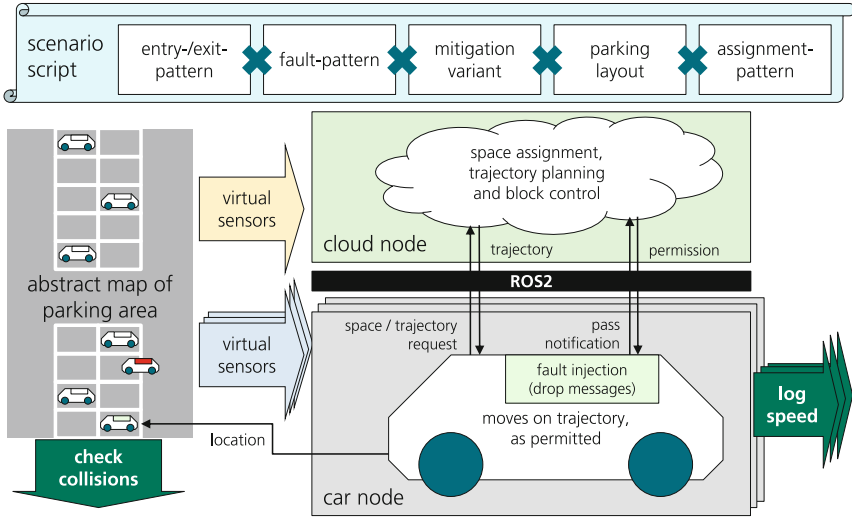 scenario
script
entry-/exit-
pattern
fault-pattern
mitigation
variant
parking
layout
assignment-
pattern
virtual
sensors
space assignment,
trajectory planning
and block control
cloud node
trajectory
permission
ROS2
abstract map of
parking area
virtual
sensors
space / trajectory
request
pass
notification
fault injection
(drop messages)
moves on trajectory,
as permitted
log
speed
location
check
collisions
car node